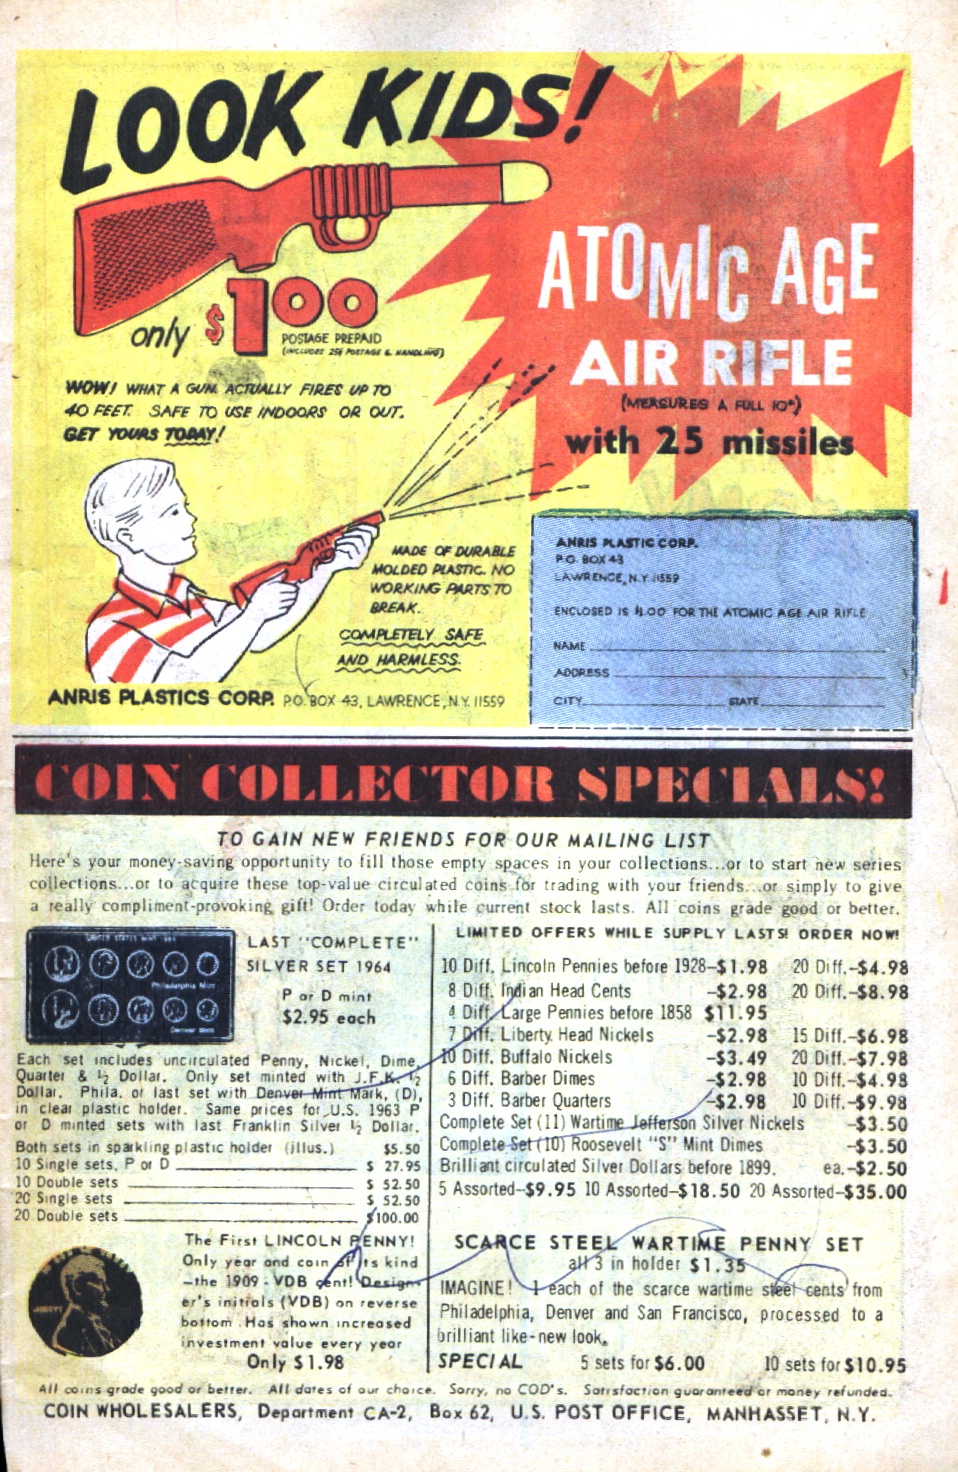 LOOK KIDS!
ATOMIC AGE
AIR RIFLE
(MEASURES A FULL 10")
with 25 missiles
only $1.00
POSTAGE PREPAID
(INCLUDES 25¢ POSTAGE & HANDLING)
WOW! WHAT A GUN. ACTUALLY FIRES UP TO
40 FEET. SAFE TO USE INDOORS OR OUT.
GET YOURS TODAY!
MADE OF DURABLE
MOLDED PLASTIC. NO
WORKING PARTS TO
BREAK.
COMPLETELY SAFE
AND HARMLESS.
ANRIS PLASTICS CORP. P.O. BOX 43, LAWRENCE, N.Y. 11559
ANRIS PLASTIC CORP.
P.O. BOX 43
LAWRENCE, N.Y. 11559
ENCLOSED IS $1.00 FOR THE ATOMIC AGE AIR RIFLE
NAME
ADDRESS
CITY STATE
COIN COLLECTOR SPECIALS!
TO GAIN NEW FRIENDS FOR OUR MAILING LIST
Here's your money-saving opportunity to fill those empty spaces in your collections...or to start new series
collections...or to acquire these top-value circulated coins for trading with your friends...or simply to give
a really compliment-provoking gift! Order today while current stock lasts. All coins grade good or better.
UNITED STATES MINT 1964
Philadelphia Mint
Denver Mint
LAST "COMPLETE"
SILVER SET 1964
P or D mint
$2.95 each
Each set includes uncirculated Penny, Nickel, Dime,
Quarter & ½ Dollar. Only set minted with J.F.K. ½
Dollar. Phila. or last set with Denver Mint Mark, (D),
in clear plastic holder. Same prices for U.S. 1963 P
or D minted sets with last Franklin Silver ½ Dollar.
Both sets in sparkling plastic holder (illus.) $5.50
10 Single sets, P or D $ 27.95
10 Double sets $ 52.50
20 Single sets $ 52.50
20 Double sets $100.00
The First LINCOLN PENNY!
Only year and coin of its kind
—the 1909 - VDB cent! Design-
er's initials (VDB) on reverse
bottom. Has shown increased
investment value every year
Only $1.98
LIMITED OFFERS WHILE SUPPLY LASTS! ORDER NOW!
10 Diff. Lincoln Pennies before 1928—$1.98 20 Diff.—$4.98
8 Diff. Indian Head Cents —$2.98 20 Diff.—$8.98
4 Diff. Large Pennies before 1858 $11.95
7 Diff. Liberty Head Nickels —$2.98 15 Diff.—$6.98
10 Diff. Buffalo Nickels —$3.49 20 Diff.—$7.98
6 Diff. Barber Dimes —$2.98 10 Diff.—$4.98
3 Diff. Barber Quarters —$2.98 10 Diff.—$9.98
Complete Set (11) Wartime Jefferson Silver Nickels —$3.50
Complete Set (10) Roosevelt "S" Mint Dimes —$3.50
Brilliant circulated Silver Dollars before 1899. ea.—$2.50
5 Assorted—$9.95 10 Assorted—$18.50 20 Assorted—$35.00
SCARCE STEEL WARTIME PENNY SET
all 3 in holder $1.35
IMAGINE! 1 each of the scarce wartime steel cents from
Philadelphia, Denver and San Francisco, processed to a
brilliant like-new look.
SPECIAL 5 sets for $6.00 10 sets for $10.95
All coins grade good or better. All dates of our choice. Sorry, no COD's. Satisfaction guaranteed or money refunded.
COIN WHOLESALERS, Department CA-2, Box 62, U.S. POST OFFICE, MANHASSET, N.Y.